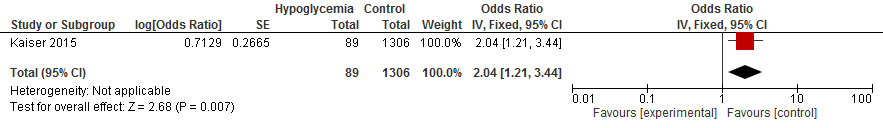 Hypoglycemia Control Odds Ratio Odds Ratio
Study or Subgroup log[Odds Ratio] SE Total Total Weight IV, Fixed, 95% CI IV, Fixed, 95% CI
Kaiser 2015 0.7129 0.2665 89 1306 100.0% 2.04 [1.21, 3.44]
Total (95% CI) 89 1306 100.0% 2.04 [1.21, 3.44]
Heterogeneity: Not applicable
Test for overall effect: Z = 2.68 (P = 0.007)
0.01 0.1 1 10 100
Favours [experimental] Favours [control]